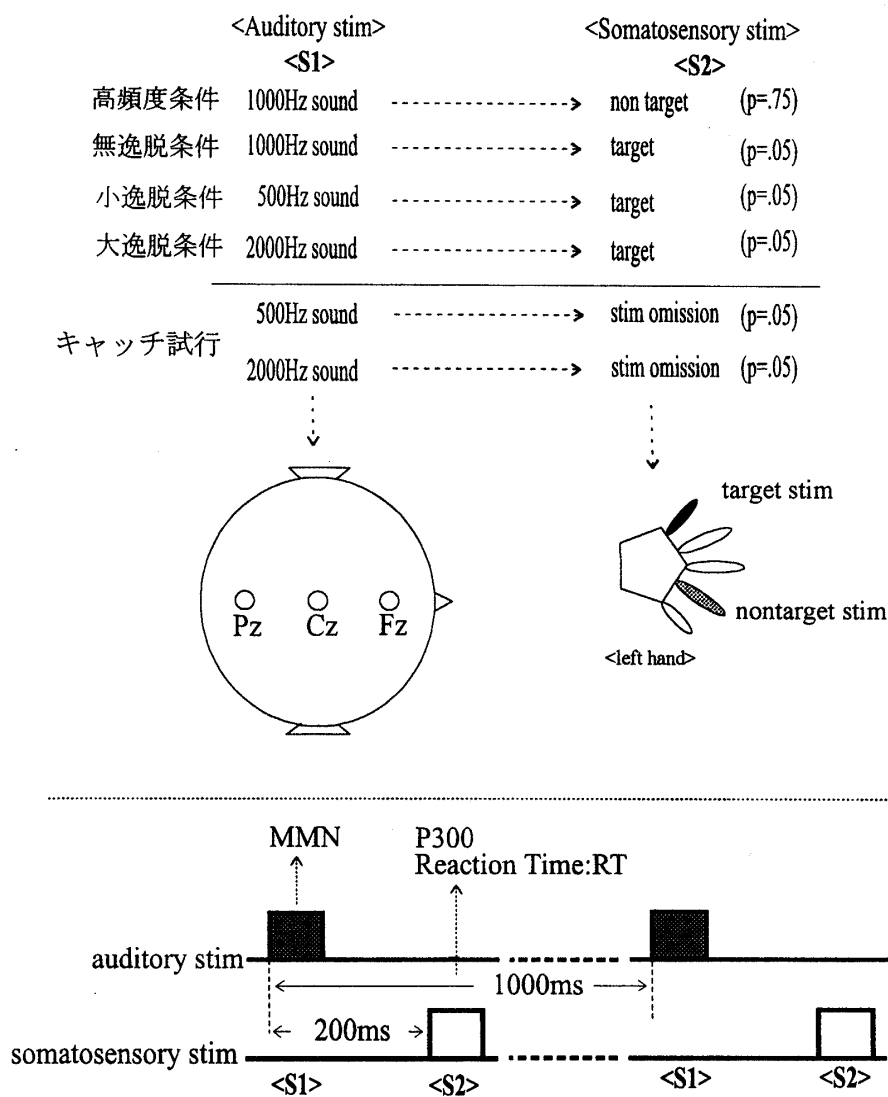 <Auditory stim> <Somatosensory stim>
<S1> <S2>
高頻度条件 1000Hz sound non target (p=.75)
無逸脱条件 1000Hz sound target (p=.05)
小逸脱条件 500Hz sound target (p=.05)
大逸脱条件 2000Hz sound target (p=.05)
500Hz sound stim omission (p=.05)
キャッチ試行
2000Hz sound stim omission (p=.05)
target stim
Pz Cz Fz
nontarget stim
<left hand>
MMN P300
Reaction Time:RT
auditory stim
1000ms
200ms
somatosensory stim
<S1> <S2> <S1> <S2>